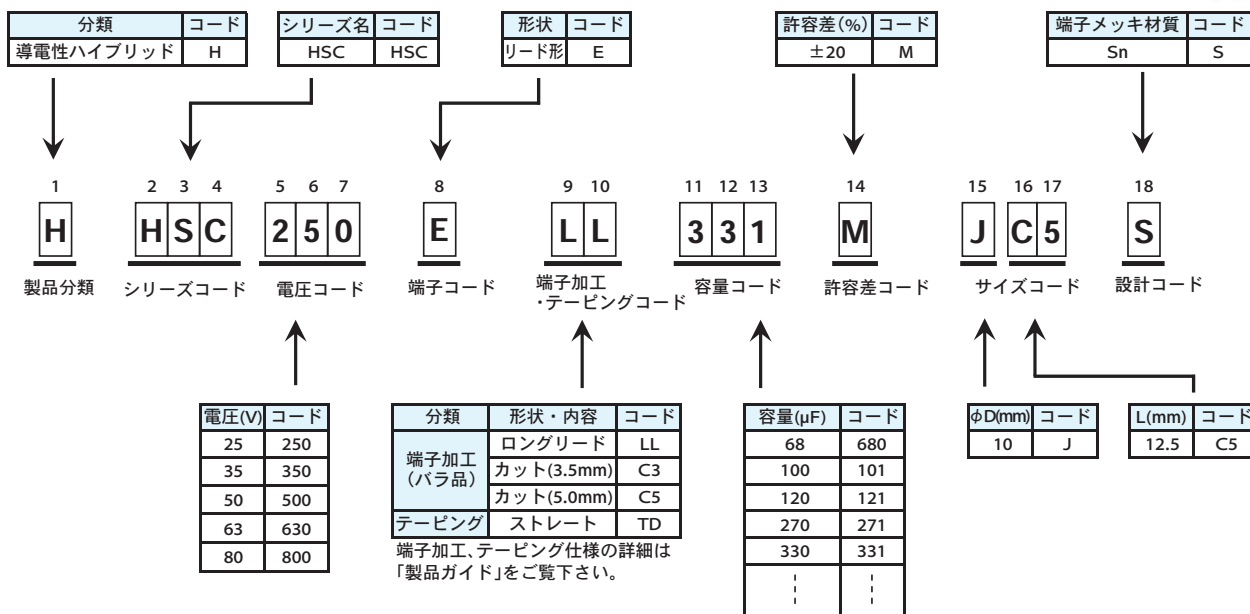 分類 コード
導電性ハイブリッド H
シリーズ名 コード
HSC HSC
形状 コード
リード形 E
許容差(%) コード
±20 M
端子メッキ材質 コード
Sn S
1 2 3 4 5 6 7 8 9 10 11 12 13 14 15 16 17 18
H H S C 2 5 0 E L L 3 3 1 M J C 5 S
製品分類 シリーズコード 電圧コード 端子コード 端子加工 容量コード 許容差コード サイズコード 設計コード
・テーピングコード
電圧(V) コード
25 250
35 350
50 500
63 630
80 800
分類 形状・内容 コード
端子加工
(バラ品)
ロングリード LL
カット(3.5mm) C3
カット(5.0mm) C5
テーピング ストレート TD
端子加工、テーピング仕様の詳細は
「製品ガイド」をご覧下さい。
容量(μF) コード
68 680
100 101
120 121
270 271
330 331
φD(mm) コード
10 J
L(mm) コード
12.5 C5